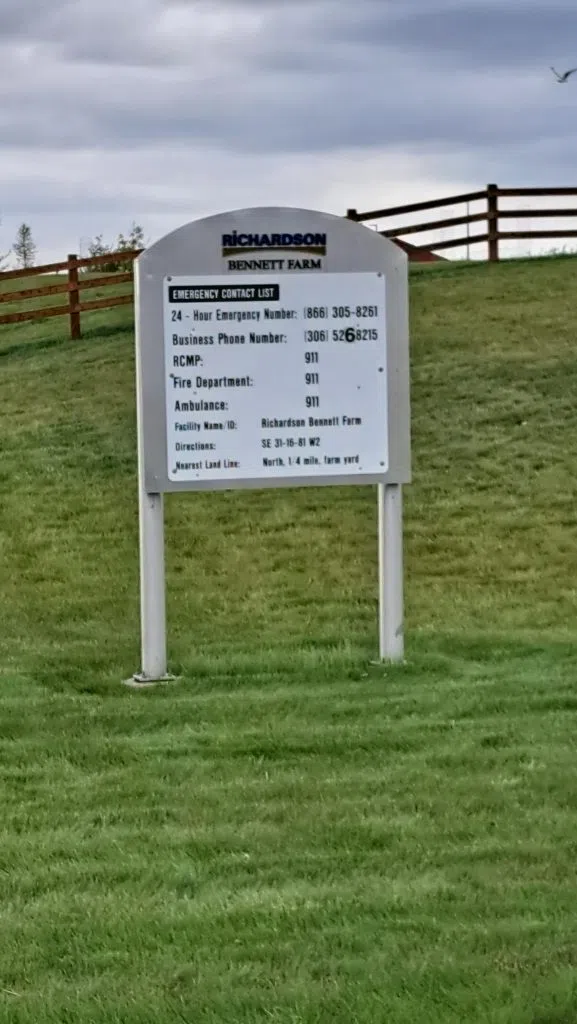 RICHARDSON
BENNETT FARM
EMERGENCY CONTACT LIST
24 - Hour Emergency Number: (866) 305-8261
Business Phone Number: (306) 5268215
RCMP: 911
Fire Department: 911
Ambulance: 911
Facility Name/ID: Richardson Bennett Farm
Directions: SE 31-16-81 W2
Nearest Land Line: North, 1/4 mile, farm yard